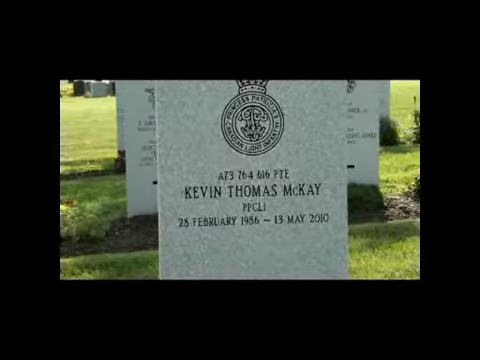 PRINCESS PATRICIA'S
CANADIAN LIGHT INFANTRY
A73 764 616 PTE
KEVIN THOMAS McKAY
PPCLI
28 FEBRUARY 1986 – 13 MAY 2010